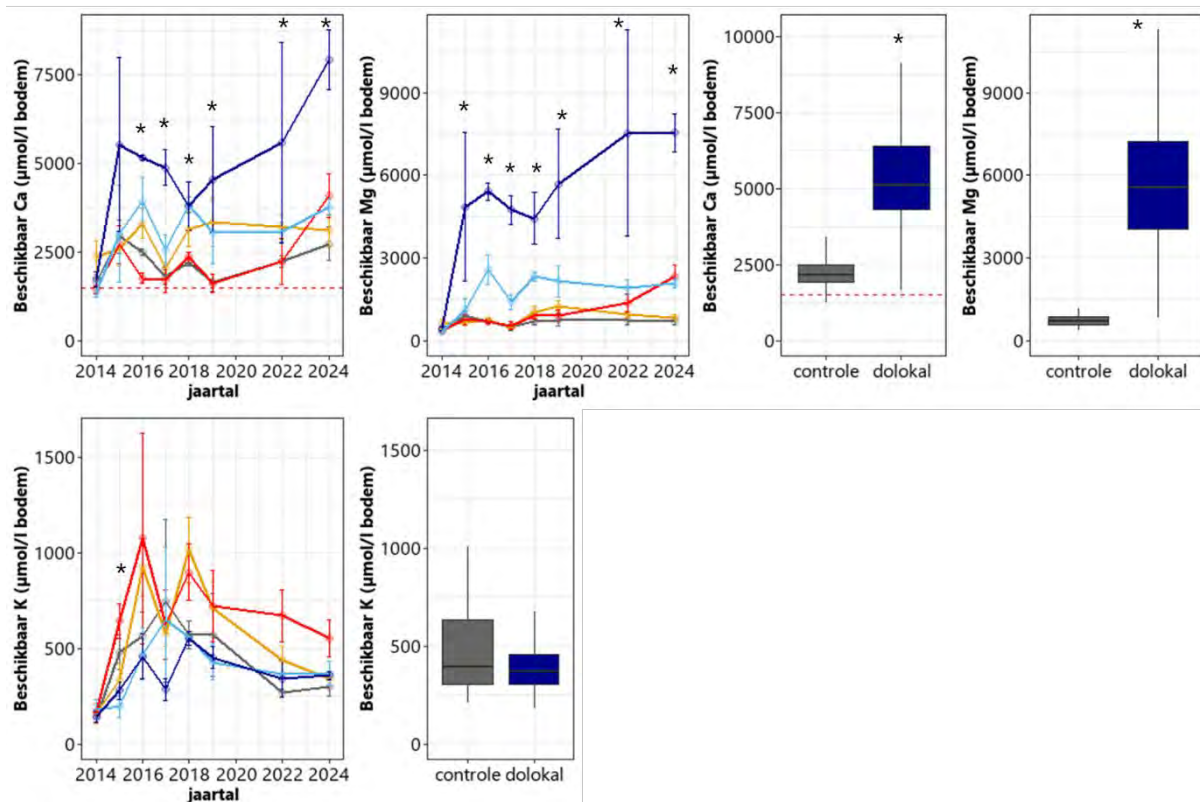 Beschikbaar Ca (µmol/l bodem)
7500
5000
2500
0
* * * * * * *
2014 2016 2018 2020 2022 2024
jaartal
Beschikbaar Mg (µmol/l bodem)
9000
6000
3000
0
* * * * * * *
2014 2016 2018 2020 2022 2024
jaartal
Beschikbaar Ca (µmol/l bodem)
10000
7500
5000
2500
0
*
controle dolokal
Beschikbaar Mg (µmol/l bodem)
9000
6000
3000
0
*
controle dolokal
Beschikbaar K (µmol/l bodem)
1500
1000
500
0
*
2014 2016 2018 2020 2022 2024
jaartal
Beschikbaar K (µmol/l bodem)
1500
1000
500
0
controle dolokal